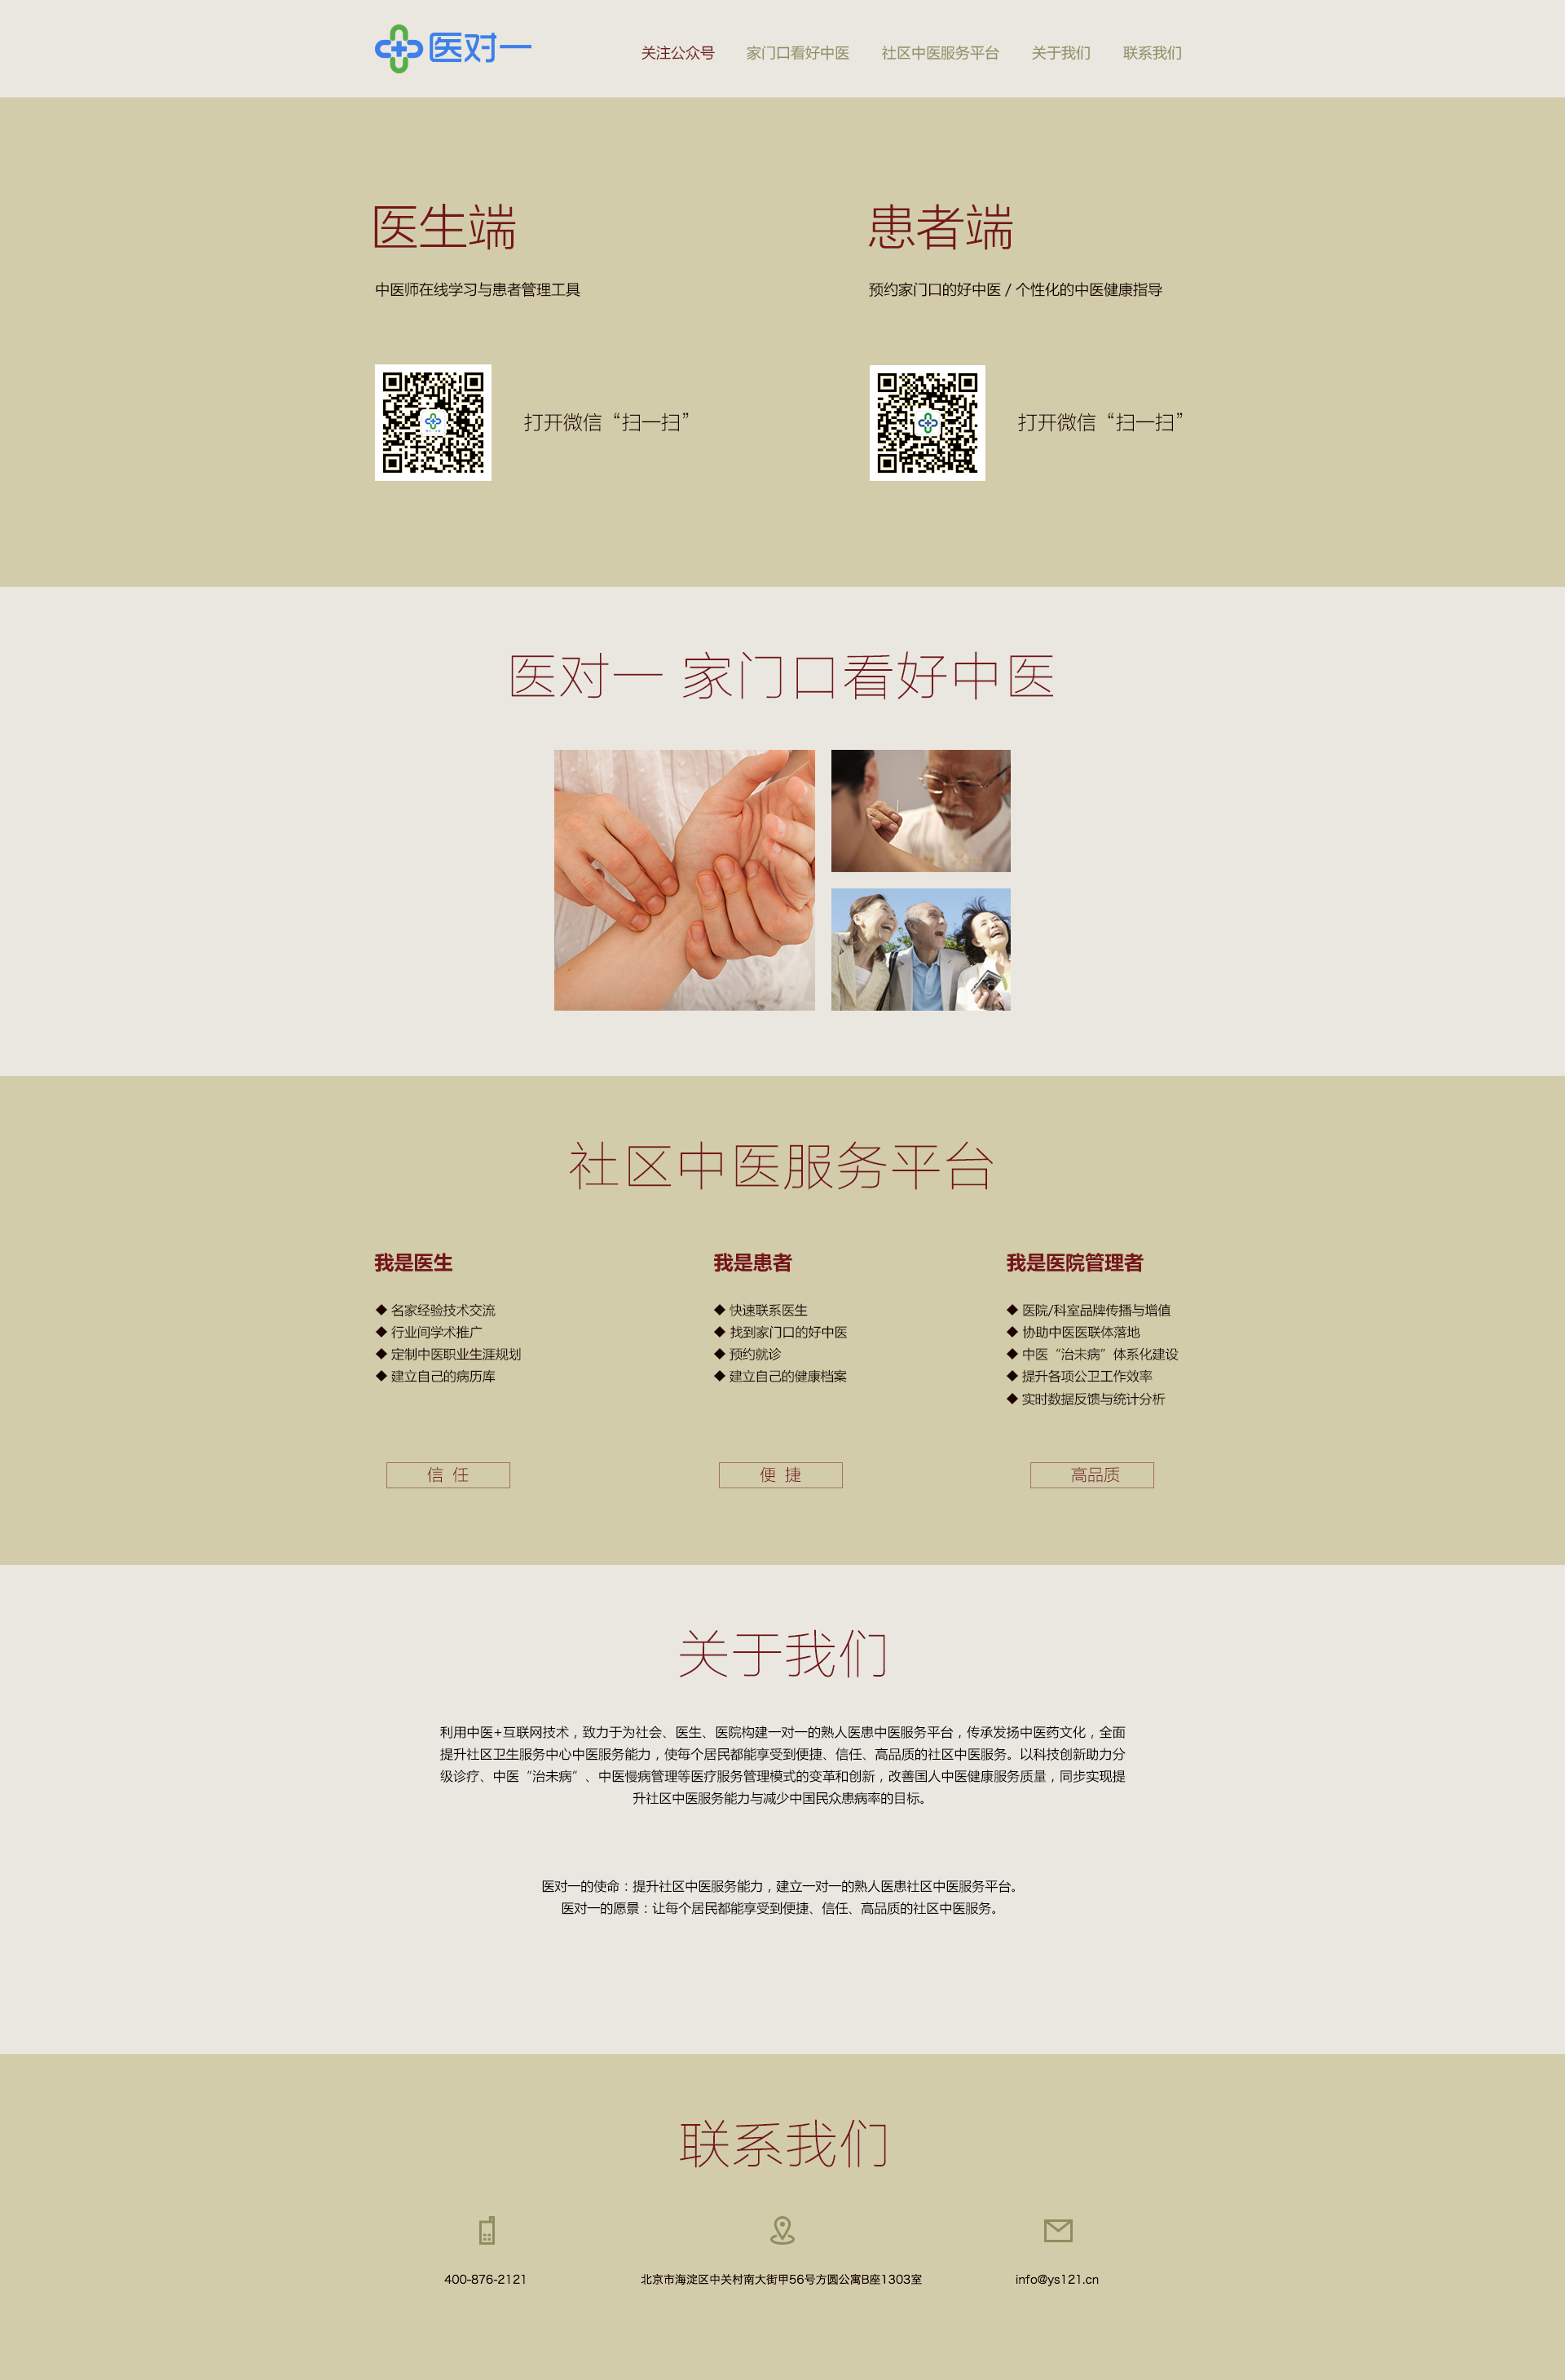 医对一
关注公众号 家门口看好中医 社区中医服务平台 关于我们 联系我们
医生端
中医师在线学习与患者管理工具
打开微信“扫一扫”
患者端
预约家门口的好中医 / 个性化的中医健康指导
打开微信“扫一扫”
医对一 家门口看好中医
社区中医服务平台
我是医生
◆ 名家经验技术交流
◆ 行业间学术推广
◆ 定制中医职业生涯规划
◆ 建立自己的病历库
信 任
我是患者
◆ 快速联系医生
◆ 找到家门口的好中医
◆ 预约就诊
◆ 建立自己的健康档案
便 捷
我是医院管理者
◆ 医院/科室品牌传播与增值
◆ 协助中医医联体落地
◆ 中医“治未病”体系化建设
◆ 提升各项公卫工作效率
◆ 实时数据反馈与统计分析
高品质
关于我们
利用中医+互联网技术，致力于为社会、医生、医院构建一对一的熟人医患中医服务平台，传承发扬中医药文化，全面
提升社区卫生服务中心中医服务能力，使每个居民都能享受到便捷、信任、高品质的社区中医服务。以科技创新助力分
级诊疗、中医“治未病”、中医慢病管理等医疗服务管理模式的变革和创新，改善国人中医健康服务质量，同步实现提
升社区中医服务能力与减少中国民众患病率的目标。
医对一的使命：提升社区中医服务能力，建立一对一的熟人医患社区中医服务平台。
医对一的愿景：让每个居民都能享受到便捷、信任、高品质的社区中医服务。
联系我们
400-876-2121
北京市海淀区中关村南大街甲56号方圆公寓B座1303室
info@ys121.cn